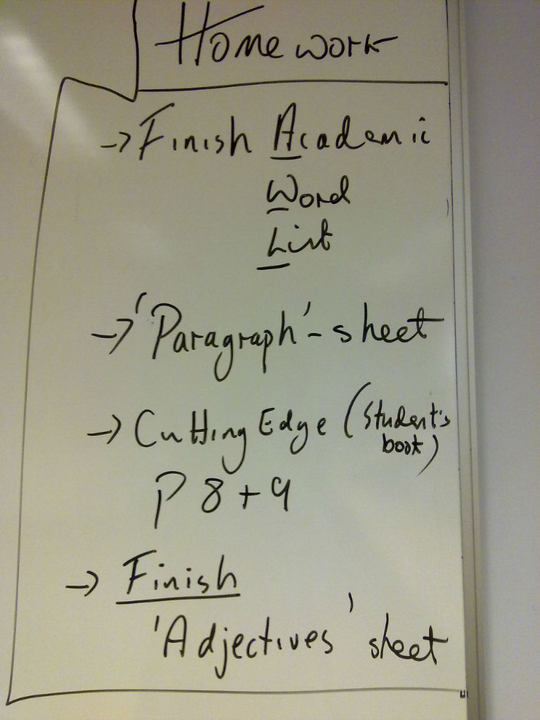 Homework
→ Finish Academic
Word
List
→ 'Paragraph' - sheet
→ Cutting Edge (Student's
book)
P 8 + 9
→ Finish
'Adjectives' sheet